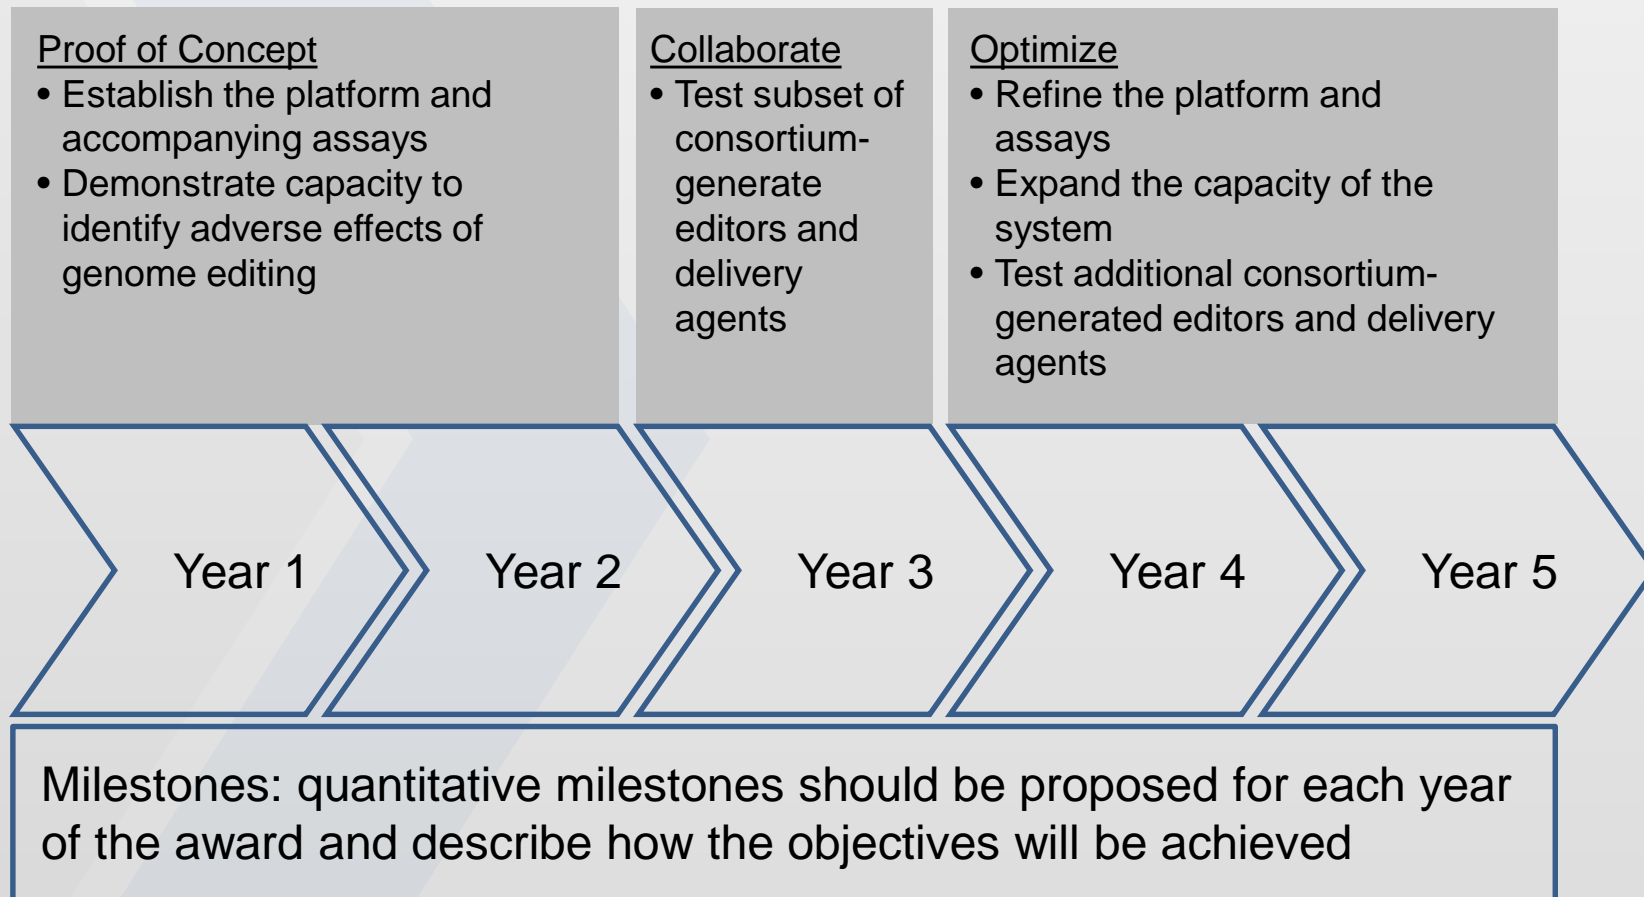 Proof of Concept
• Establish the platform and
accompanying assays
• Demonstrate capacity to
identify adverse effects of
genome editing
Collaborate
• Test subset of
consortium-
generate
editors and
delivery
agents
Optimize
• Refine the platform and
assays
• Expand the capacity of the
system
• Test additional consortium-
generated editors and delivery
agents
Year 1
Year 2
Year 3
Year 4
Year 5
Milestones: quantitative milestones should be proposed for each year
of the award and describe how the objectives will be achieved